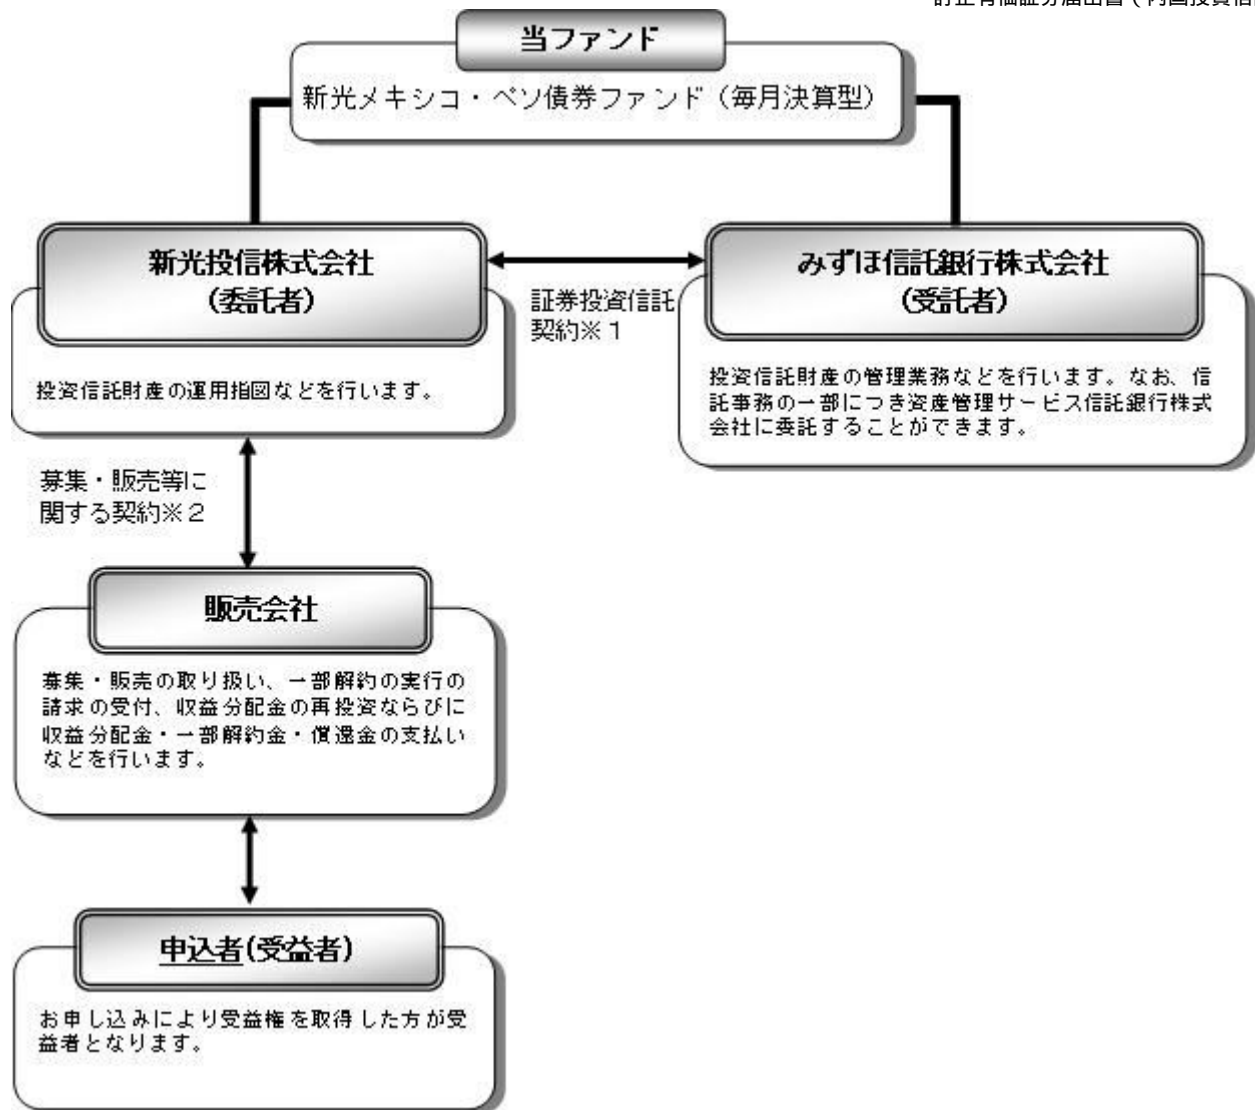 当ファンド
新光メキシコ・ペソ債券ファンド（毎月決算型）
新光投信株式会社
（委託者）
投資信託財産の運用指図などを行います。
証券投資信託
契約※１
みずほ信託銀行株式会社
（受託者）
投資信託財産の管理業務などを行います。なお、信
託事務の一部につき資産管理サービス信託銀行株式
会社に委託することができます。
募集・販売等に
関する契約※２
販売会社
募集・販売の取り扱い、一部解約の実行の
請求の受付、収益分配金の再投資ならびに
収益分配金・一部解約金・償還金の支払い
などを行います。
申込者(受益者)
お申し込みにより受益権を取得した方が受
益者となります。